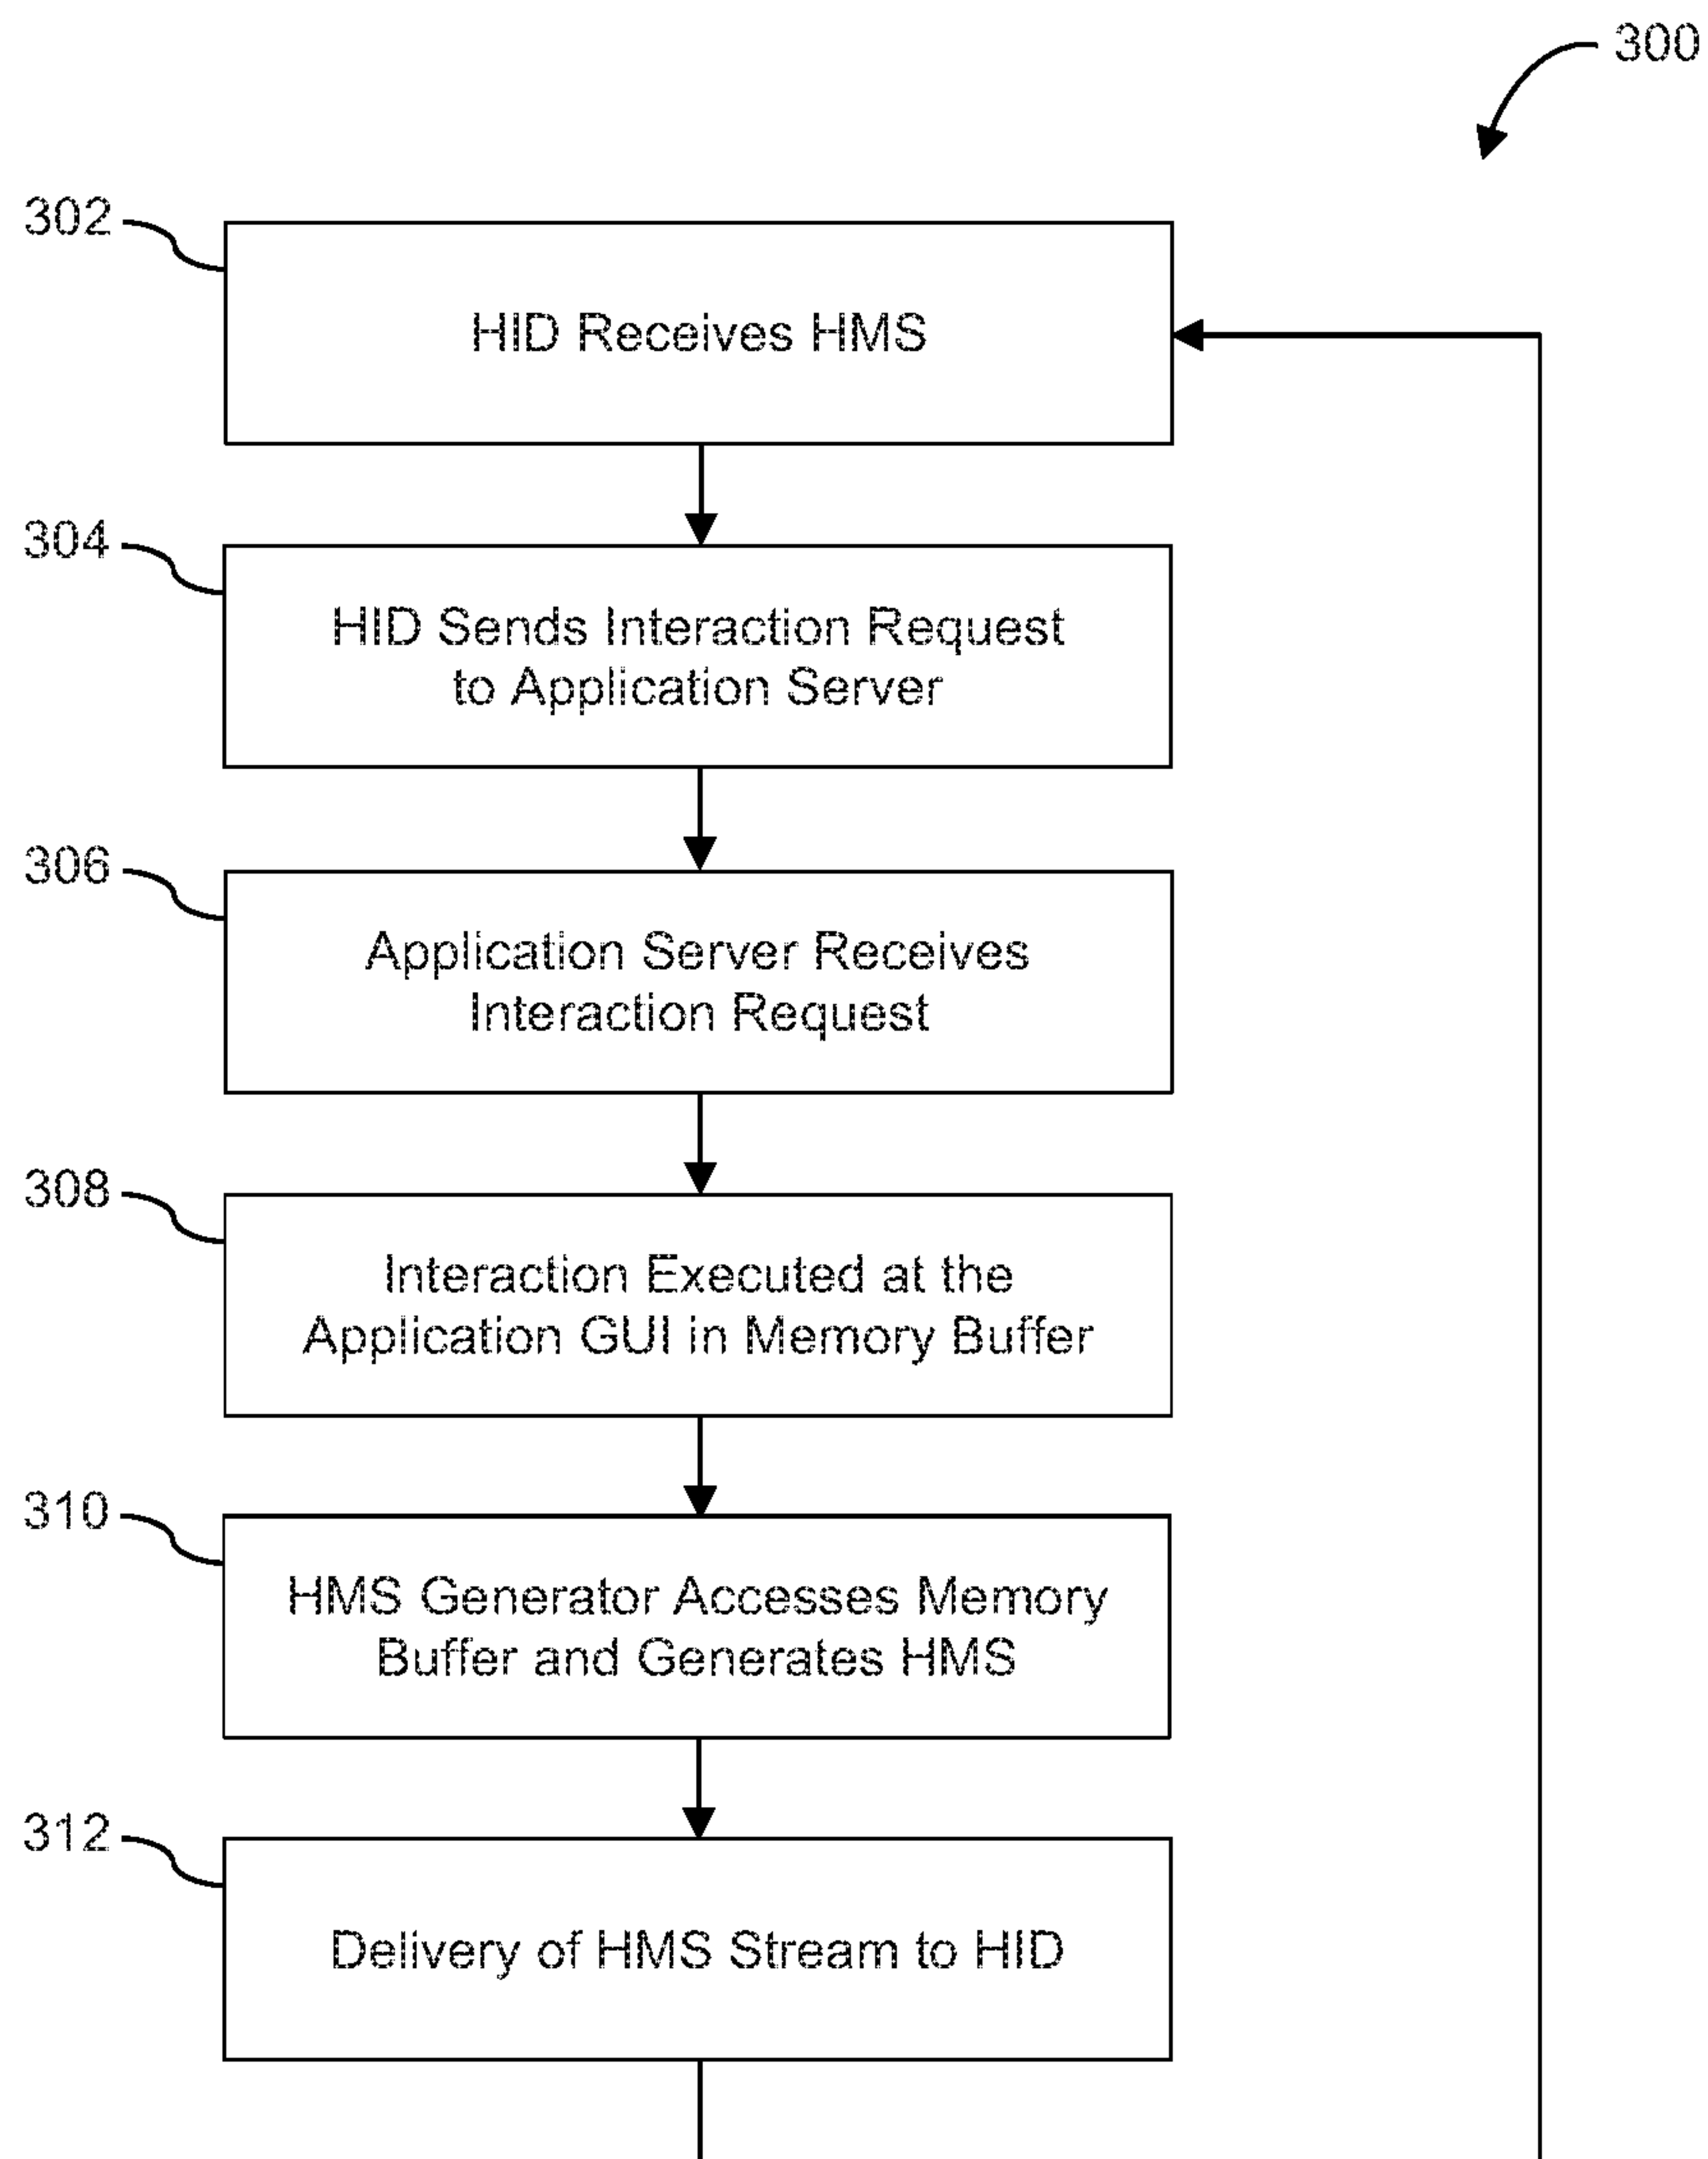 300
302
HID Receives HMS
304
HID Sends Interaction Request
to Application Server
306
Application Server Receives
Interaction Request
308
Interaction Executed at the
Application GUI in Memory Buffer
310
HMS Generator Accesses Memory
Buffer and Generates HMS
312
Delivery of HMS Stream to HID